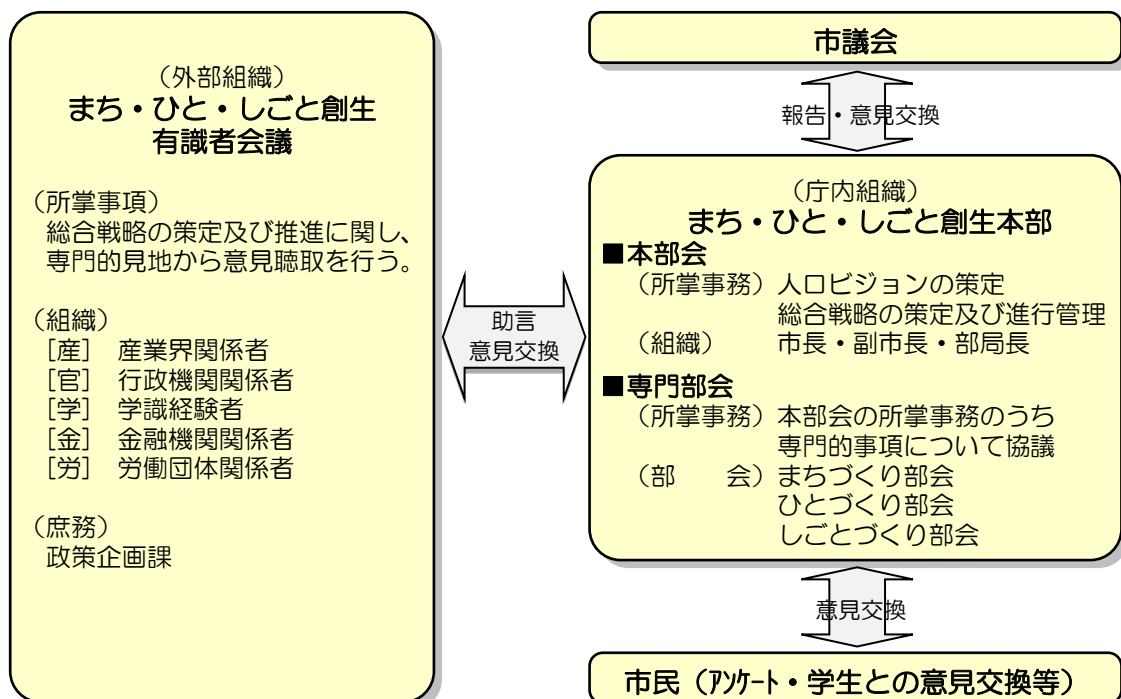 （外部組織）
まち・ひと・しごと創生
有識者会議
（所掌事項）
総合戦略の策定及び推進に関し、
専門的見地から意見聴取を行う。
（組織）
［産］ 産業界関係者
［官］ 行政機関関係者
［学］ 学識経験者
［金］ 金融機関関係者
［労］ 労働団体関係者
（庶務）
政策企画課
助言
意見交換
市議会
報告・意見交換
（庁内組織）
まち・ひと・しごと創生本部
■本部会
（所掌事務）人口ビジョンの策定
総合戦略の策定及び進行管理
（組織） 市長・副市長・部局長
■専門部会
（所掌事務）本部会の所掌事務のうち
専門的事項について協議
（部　　会）まちづくり部会
ひとづくり部会
しごとづくり部会
意見交換
市民（ｱﾝｹｰﾄ・学生との意見交換等）